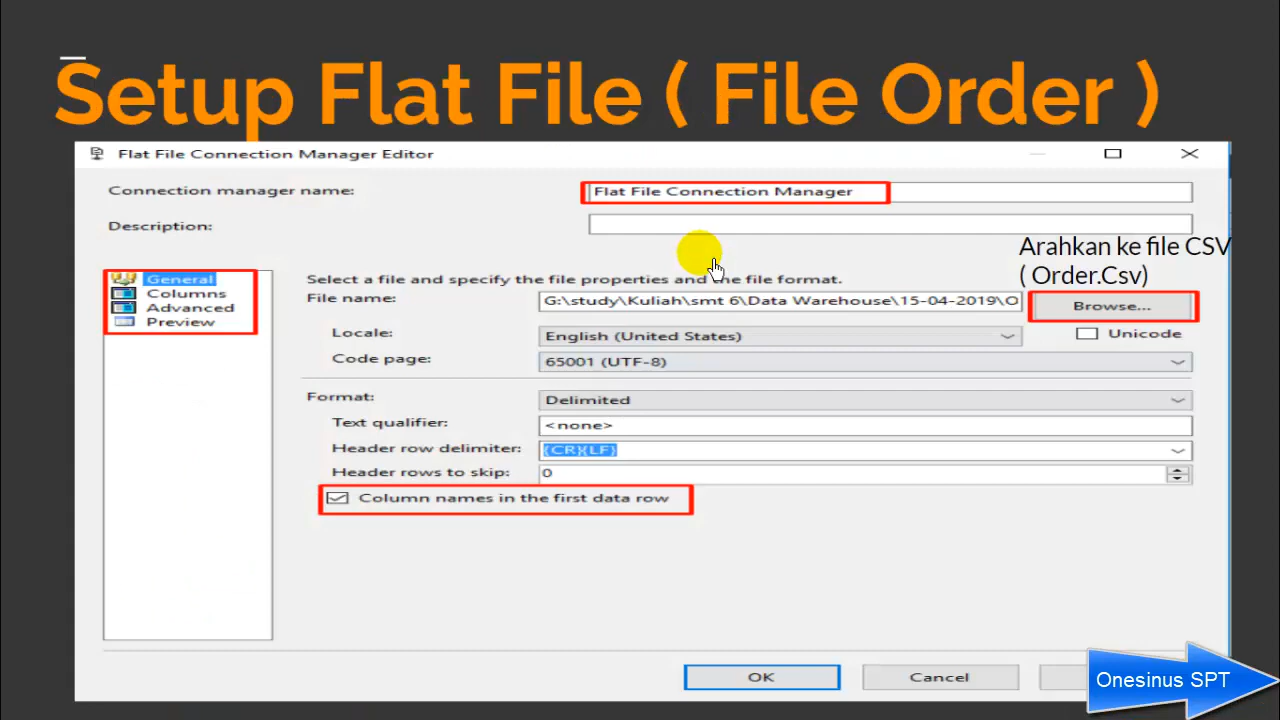 Setup Flat File ( File Order )
Flat File Connection Manager Editor
Connection manager name:
Flat File Connection Manager
Description:
Arahkan ke file CSV
( Order.Csv)
General
Columns
Advanced
Preview
Select a file and specify the file properties and the file format.
File name:
G:\study\Kuliah\smt 6\Data Warehouse\15-04-2019\O
Browse...
Locale:
English (United States)
Unicode
Code page:
65001 (UTF-8)
Format:
Delimited
Text qualifier:
<none>
Header row delimiter:
{CR}{LF}
Header rows to skip:
0
Column names in the first data row
OK
Cancel
Onesinus SPT